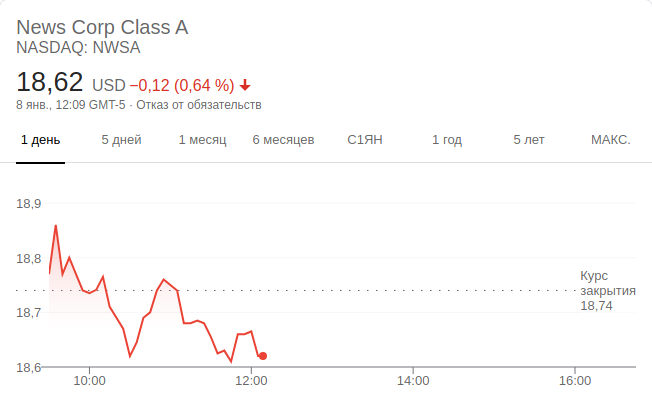 News Corp Class A
NASDAQ: NWSA
18,62 USD −0,12 (0,64 %)
8 янв., 12:09 GMT-5 · Отказ от обязательств
1 день 5 дней 1 месяц 6 месяцев С1ЯН 1 год 5 лет МАКС.
18,9
18,8
Курс
закрытия
18,74
18,7
18,6
10:00 12:00 14:00 16:00